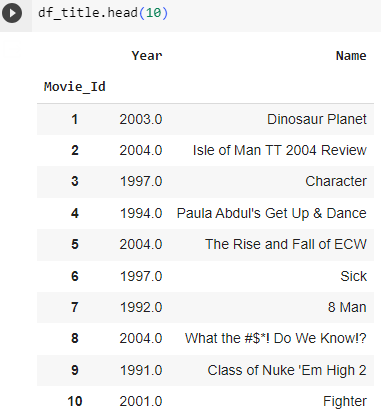 df_title.head(10)
Year Name
Movie_Id
1 2003.0 Dinosaur Planet
2 2004.0 Isle of Man TT 2004 Review
3 1997.0 Character
4 1994.0 Paula Abdul's Get Up & Dance
5 2004.0 The Rise and Fall of ECW
6 1997.0 Sick
7 1992.0 8 Man
8 2004.0 What the #$*! Do We Know!?
9 1991.0 Class of Nuke 'Em High 2
10 2001.0 Fighter